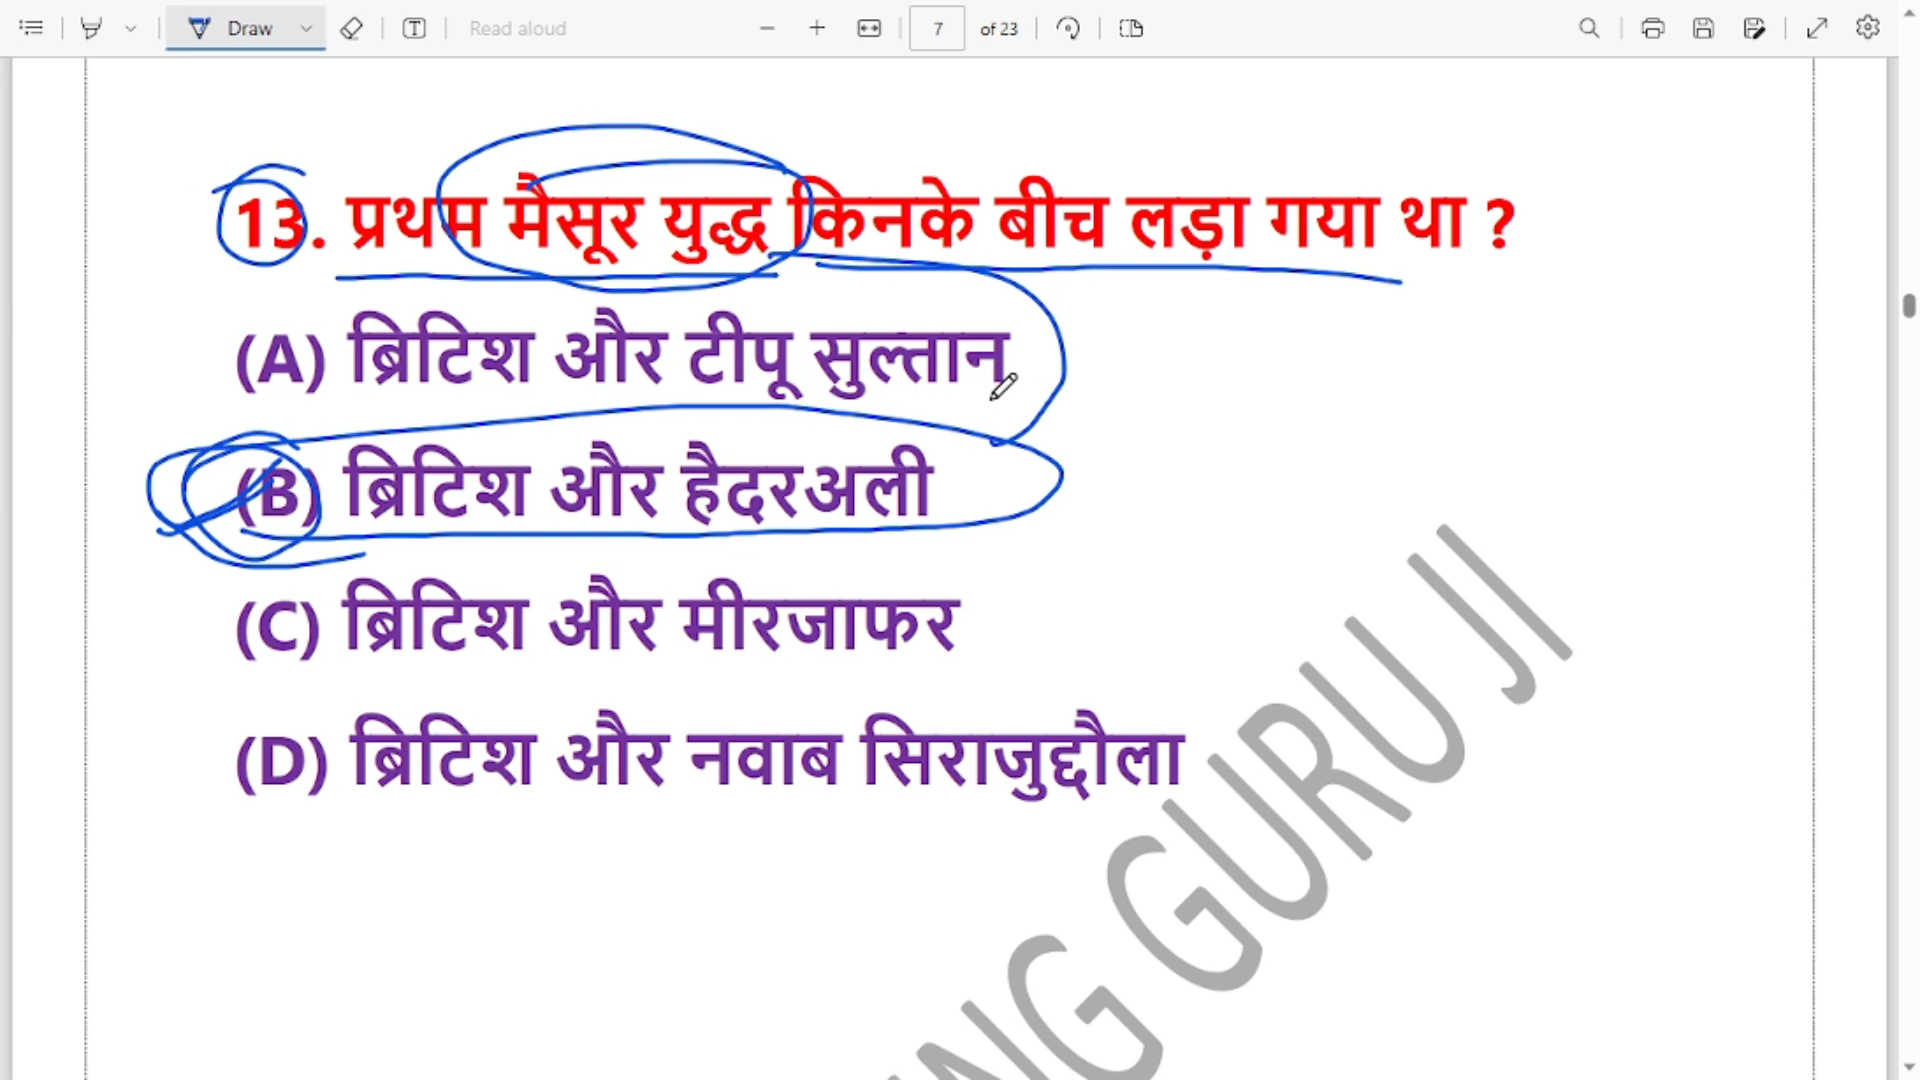 Draw
Read aloud
7 of 23
13. प्रथम मैसूर युद्ध किनके बीच लड़ा गया था ?
(A) ब्रिटिश और टीपू सुल्तान
(B) ब्रिटिश और हैदरअली
(C) ब्रिटिश और मीरजाफर
(D) ब्रिटिश और नवाब सिराजुद्दौला
GURU JI